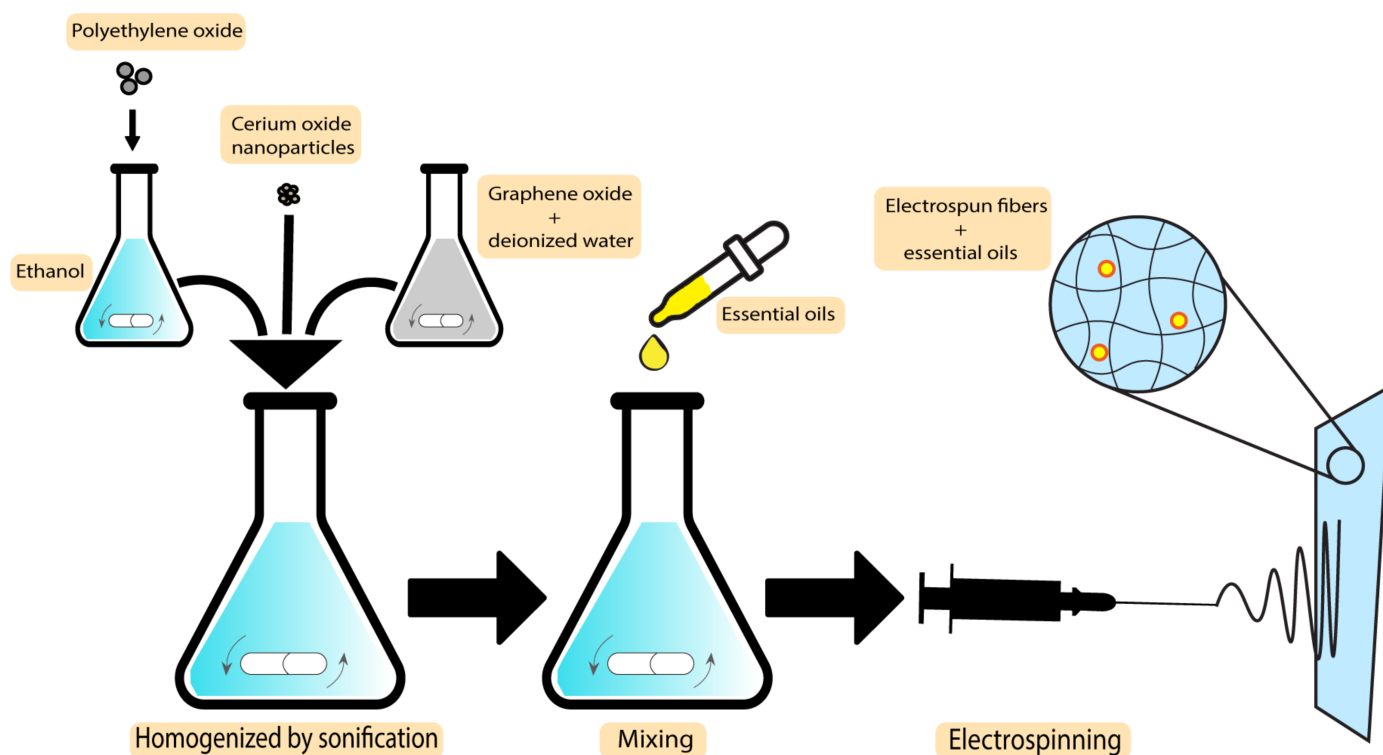 Polyethylene oxide
Cerium oxide
nanoparticles
Graphene oxide
+
deionized water
Ethanol
Essential oils
Electrospun fibers
+
essential oils
Homogenized by sonification
Mixing
Electrospinning